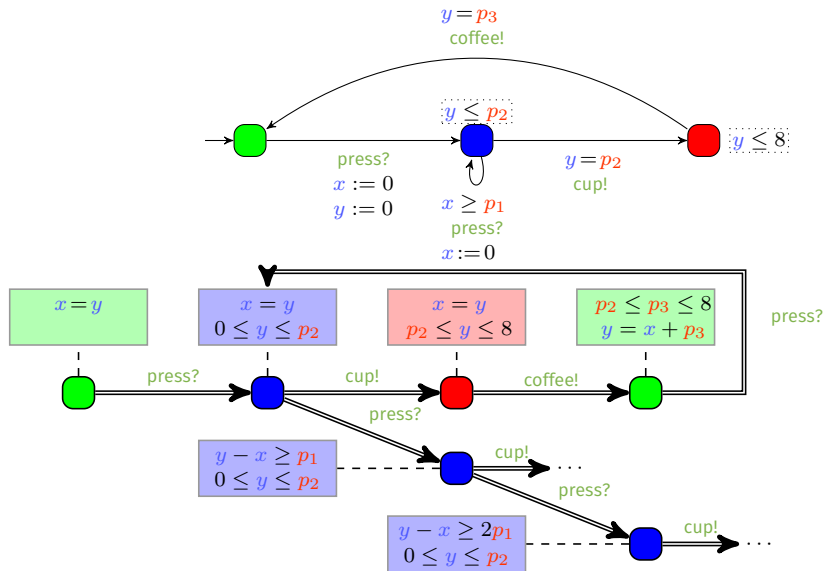 y = p₃
coffee!
y ≤ p₂
y ≤ 8
press?
x := 0
y := 0
y = p₂
cup!
x ≥ p₁
press?
x := 0
x = y
x = y
0 ≤ y ≤ p₂
x = y
p₂ ≤ y ≤ 8
p₂ ≤ p₃ ≤ 8
y = x + p₃
press?
press?
cup!
coffee!
press?
y − x ≥ p₁
0 ≤ y ≤ p₂
cup!
···
press?
y − x ≥ 2p₁
0 ≤ y ≤ p₂
cup!
···